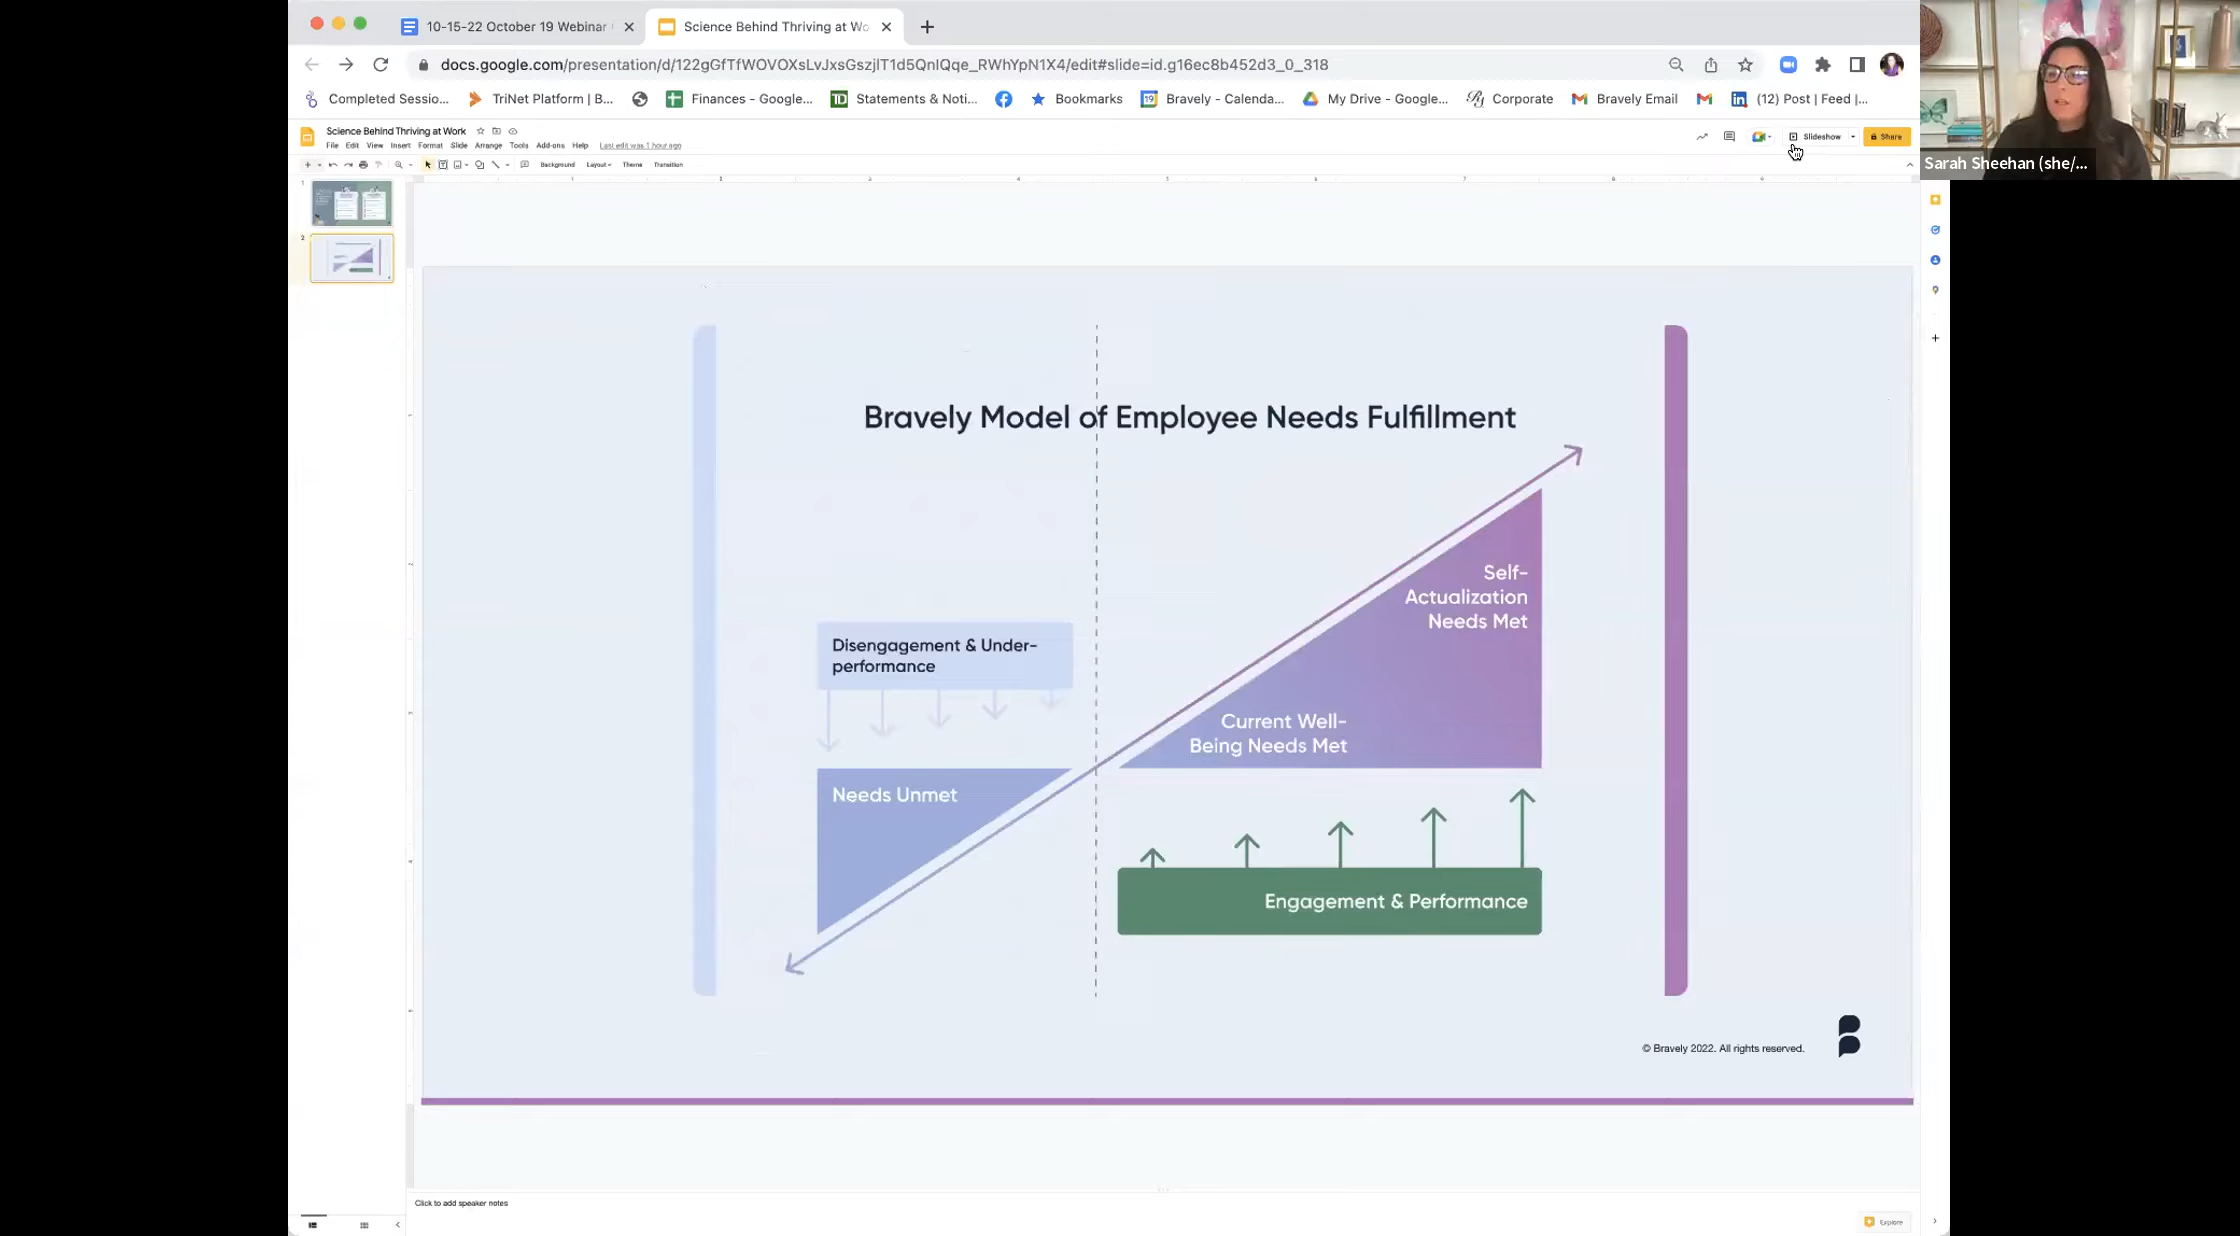 10-15-22 October 19 Webinar
Science Behind Thriving at Wo
docs.google.com/presentation/d/122gGfTfWOVOXsLvJxsGszjlT1d5QnIQqe_RWhYpN1X4/edit#slide=id.g16ec8b452d3_0_318
Completed Sessio...
TriNet Platform | B...
Finances - Google...
Statements & Noti...
Bookmarks
Bravely - Calenda...
My Drive - Google...
Corporate
Bravely Email
(12) Post | Feed |...
Science Behind Thriving at Work
File Edit View Insert Format Slide Arrange Tools Add-ons Help Last edit was 1 hour ago
Slideshow
Share
Background Layout Theme Transition
Sarah Sheehan (she/...
1
2
Bravely Model of Employee Needs Fulfillment
Self-
Actualization
Needs Met
Disengagement & Under-
performance
Current Well-
Being Needs Met
Needs Unmet
Engagement & Performance
© Bravely 2022. All rights reserved.
Click to add speaker notes
Explore